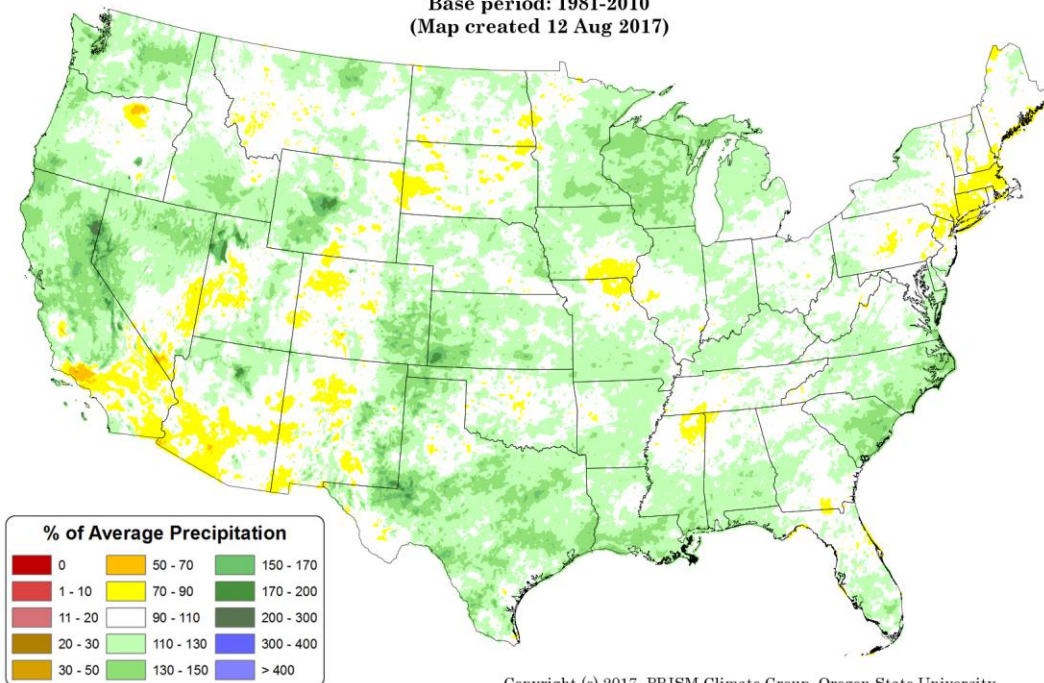 Base period: 1981-2010
(Map created 12 Aug 2017)
% of Average Precipitation
0
50 - 70
150 - 170
1 - 10
70 - 90
170 - 200
11 - 20
90 - 110
200 - 300
20 - 30
110 - 130
300 - 400
30 - 50
130 - 150
> 400
Copyright (c) 2017, PRISM Climate Group, Oregon State University